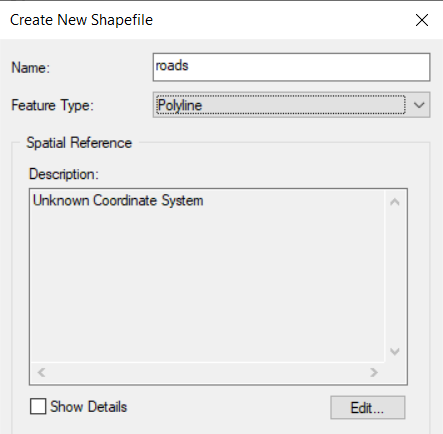 Create New Shapefile
Name: roads
Feature Type: Polyline
Spatial Reference
Description:
Unknown Coordinate System
Show Details Edit...